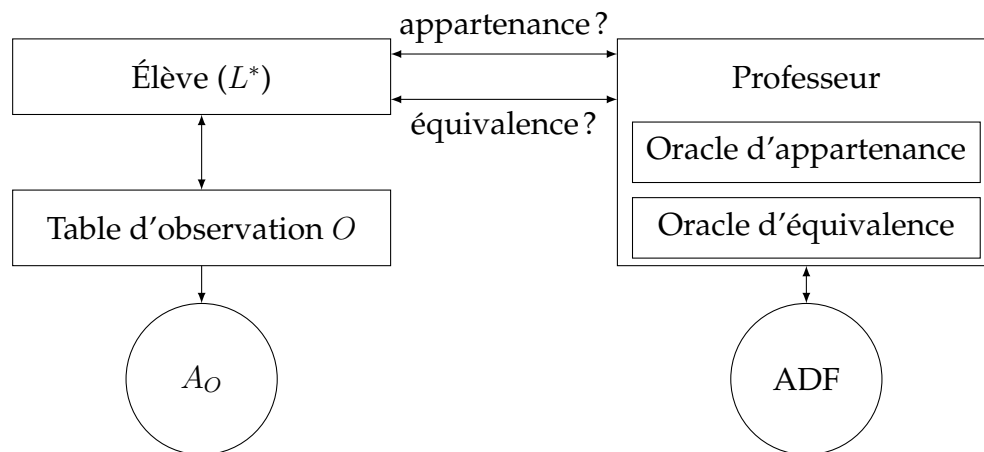 appartenance ?
Élève (L*)
Professeur
équivalence ?
Oracle d'appartenance
Table d'observation O
Oracle d'équivalence
A_O
ADF